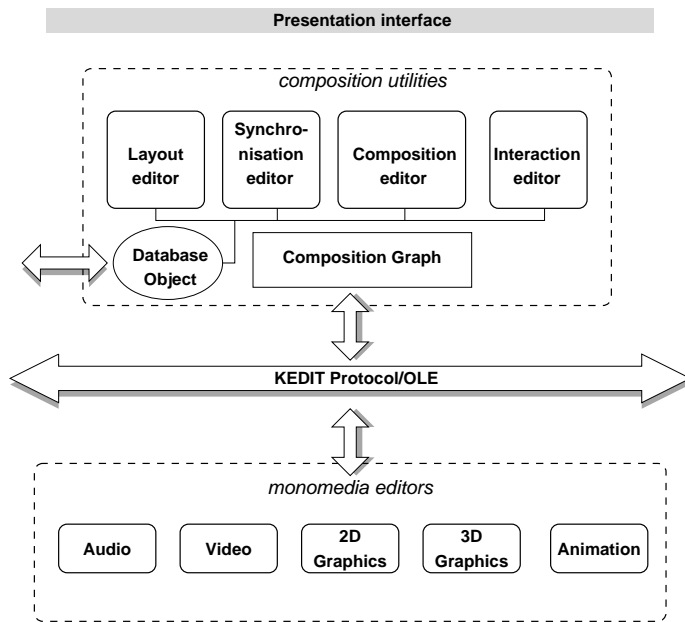 Presentation interface
composition utilities
Layout
editor
Synchro-
nisation
editor
Composition
editor
Interaction
editor
Database
Object
Composition Graph
KEDIT Protocol/OLE
monomedia editors
Audio
Video
2D
Graphics
3D
Graphics
Animation